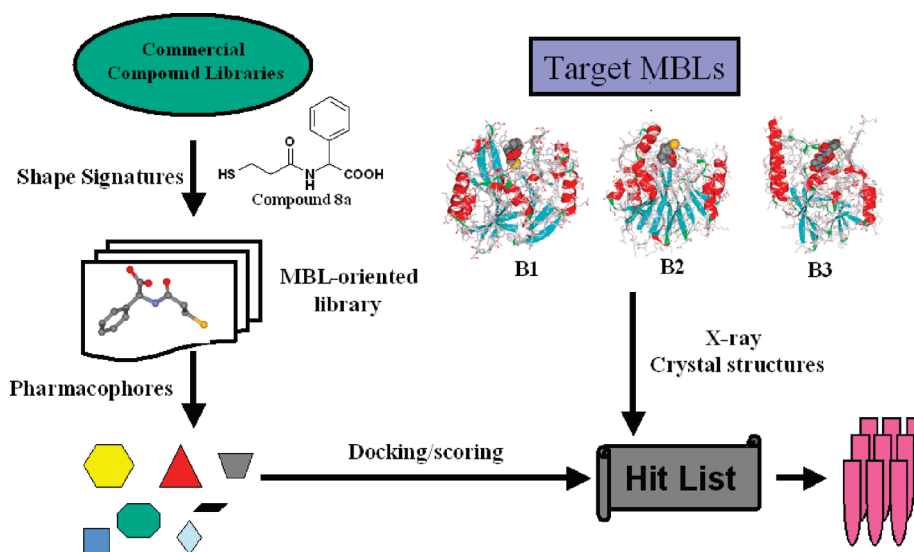 Commercial
Compound Libraries
Target MBLs
Shape Signatures
HS
O
N
H
COOH
Compound 8a
B1
B2
B3
MBL-oriented
library
X-ray
Crystal structures
Pharmacophores
Docking/scoring
Hit List